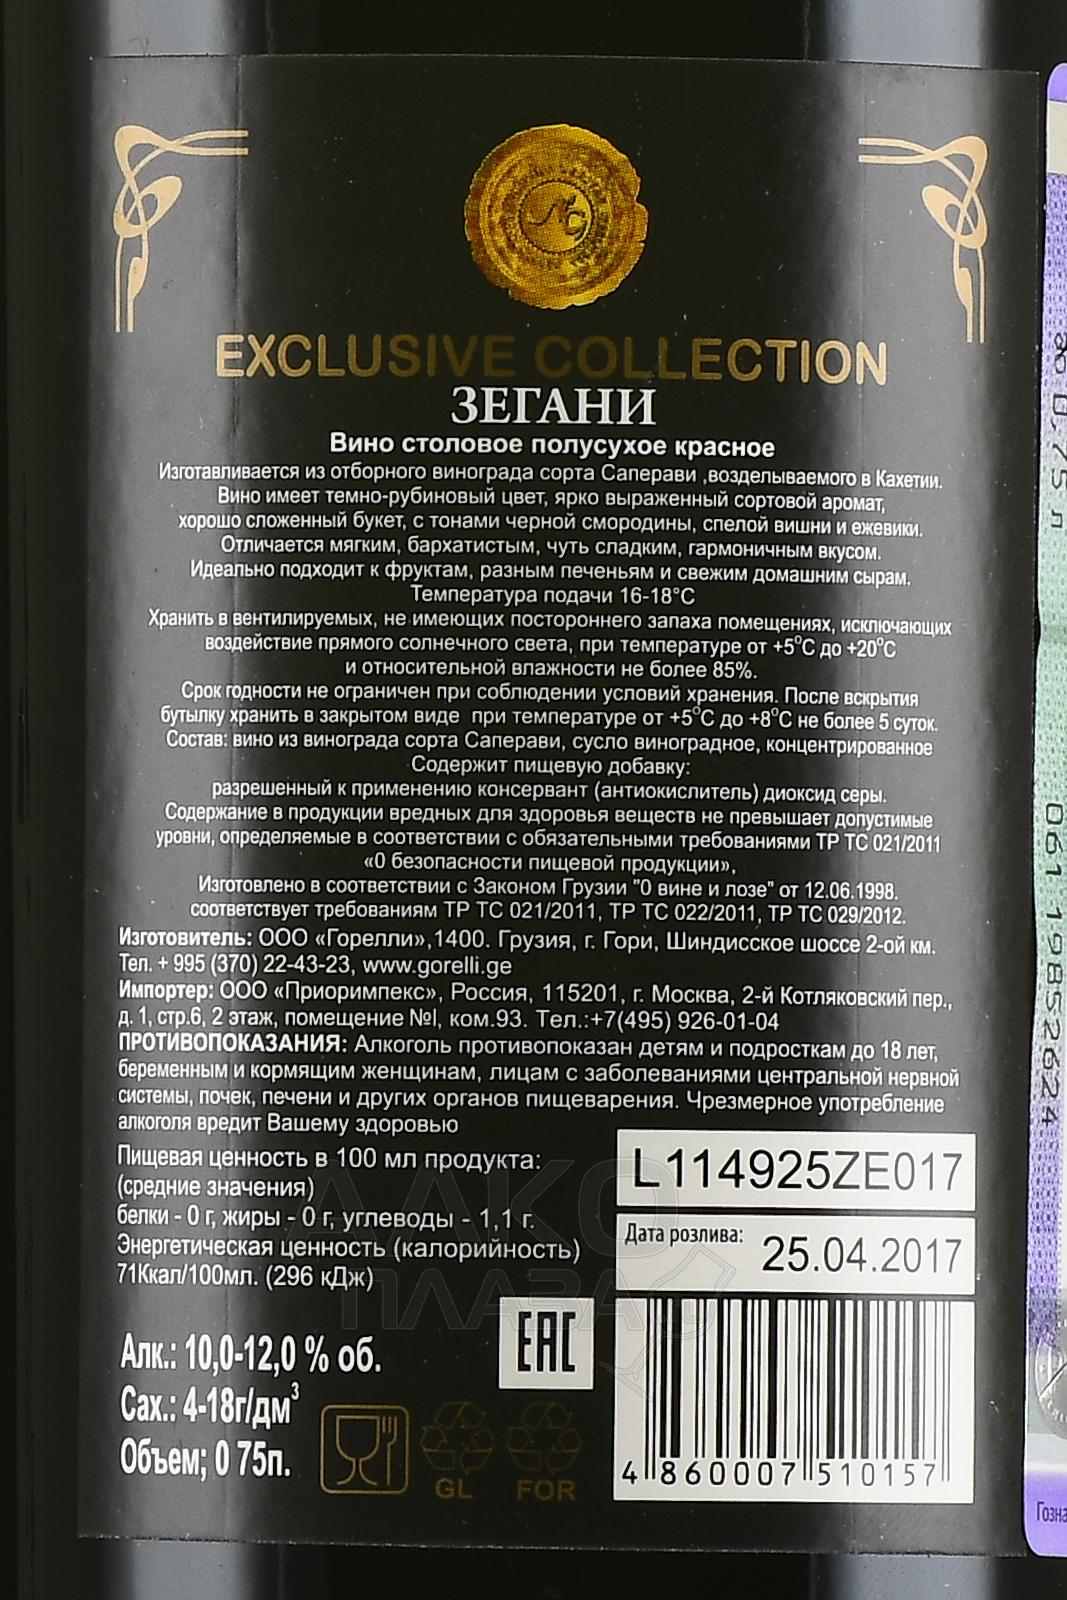 EXCLUSIVE COLLECTION
ЗЕГАНИ
Вино столовое полусухое красное
Изготавливается из отборного винограда сорта Саперави ,возделываемого в Кахетии.
Вино имеет темно-рубиновый цвет, ярко выраженный сортовой аромат,
хорошо сложенный букет, с тонами черной смородины, спелой вишни и ежевики.
Отличается мягким, бархатистым, чуть сладким, гармоничным вкусом.
Идеально подходит к фруктам, разным печеньям и свежим домашним сырам.
Температура подачи 16-18°С
Хранить в вентилируемых, не имеющих постороннего запаха помещениях, исключающих
воздействие прямого солнечного света, при температуре от +5°С до +20°С
и относительной влажности не более 85%.
Срок годности не ограничен при соблюдении условий хранения. После вскрытия
бутылку хранить в закрытом виде при температуре от +5°С до +8°С не более 5 суток.
Состав: вино из винограда сорта Саперави, сусло виноградное, концентрированное
Содержит пищевую добавку:
разрешенный к применению консервант (антиокислитель) диоксид серы.
Содержание в продукции вредных для здоровья веществ не превышает допустимые
уровни, определяемые в соответствии с обязательными требованиями ТР ТС 021/2011
«0 безопасности пищевой продукции»,
Изготовлено в соответствии с Законом Грузии "О вине и лозе" от 12.06.1998.
соответствует требованиям ТР ТС 021/2011, ТР ТС 022/2011, ТР ТС 029/2012.
Изготовитель: ООО «Горелли»,1400. Грузия, г. Гори, Шиндисское шоссе 2-ой км.
Тел. + 995 (370) 22-43-23, www.gorelli.ge
Импортер: ООО «Приоримпекс», Россия, 115201, г. Москва, 2-й Котляковский пер.,
д. 1, стр.6, 2 этаж, помещение №I, ком.93. Тел.:+7(495) 926-01-04
ПРОТИВОПОКАЗАНИЯ: Алкоголь противопоказан детям и подросткам до 18 лет,
беременным и кормящим женщинам, лицам с заболеваниями центральной нервной
системы, почек, печени и других органов пищеварения. Чрезмерное употребление
алкоголя вредит Вашему здоровью
Пищевая ценность в 100 мл продукта:
(средние значения)
белки - 0 г, жиры - 0 г, углеводы - 1,1 г.
Энергетическая ценность (калорийность)
71Ккал/100мл. (296 кДж)
L114925ZE017
Дата розлива:
25.04.2017
Алк.: 10,0-12,0 % об.
Сах.: 4-18г/дм³
Объем; 0 75п.
EAC
GL
FOR
4 860007 510157
АЛКО
ПЛАЗА
0,75 л
061 19852624
Гозна